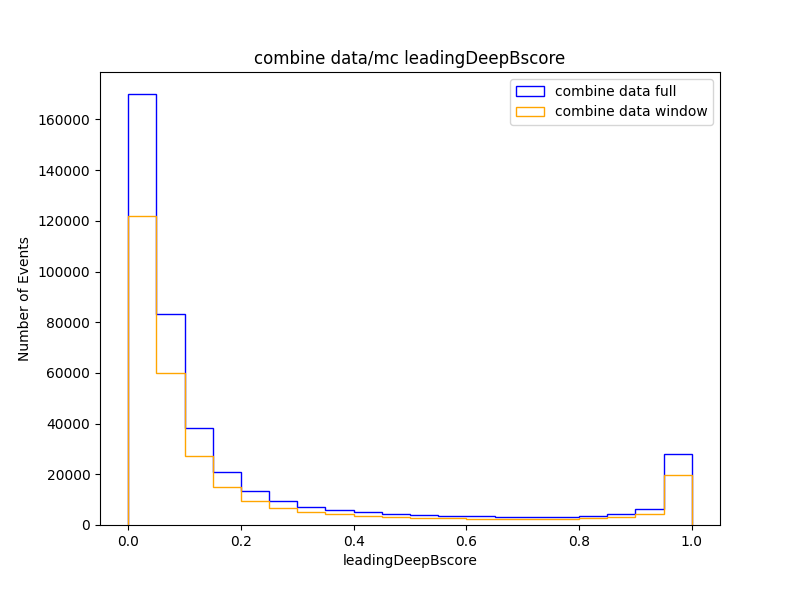 combine data/mc leadingDeepBscore
combine data full
combine data window
160000
140000
120000
100000
80000
60000
40000
20000
0
Number of Events
0.0 0.2 0.4 0.6 0.8 1.0
leadingDeepBscore